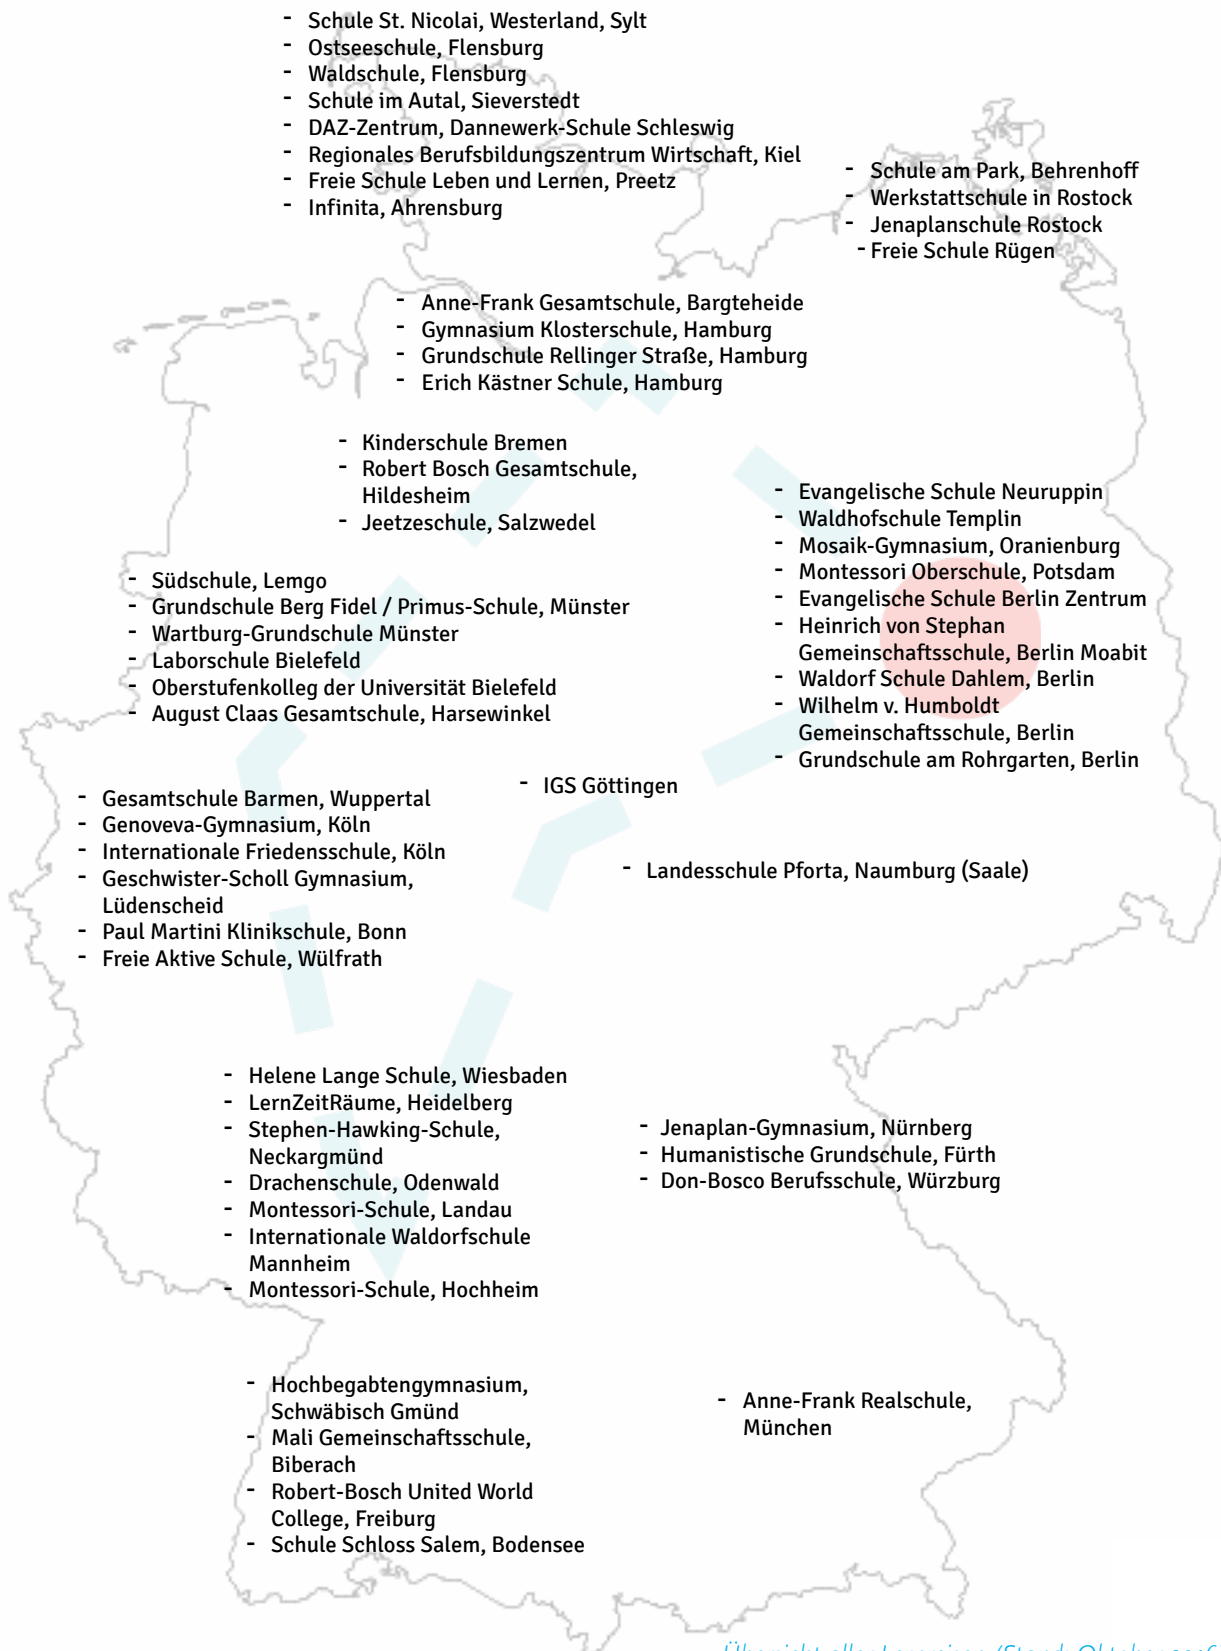 - Schule St. Nicolai, Westerland, Sylt
- Ostseeschule, Flensburg
- Waldschule, Flensburg
- Schule im Autal, Sieverstedt
- DAZ-Zentrum, Dannewerk-Schule Schleswig
- Regionales Berufsbildungszentrum Wirtschaft, Kiel
- Freie Schule Leben und Lernen, Preetz
- Infinita, Ahrensburg
- Schule am Park, Behrenhoff
- Werkstattschule in Rostock
- Jenaplanschule Rostock
- Freie Schule Rügen
- Anne-Frank Gesamtschule, Bargteheide
- Gymnasium Klosterschule, Hamburg
- Grundschule Rellinger Straße, Hamburg
- Erich Kästner Schule, Hamburg
- Kinderschule Bremen
- Robert Bosch Gesamtschule,
Hildesheim
- Jeetzeschule, Salzwedel
- Evangelische Schule Neuruppin
- Waldhofschule Templin
- Mosaik-Gymnasium, Oranienburg
- Montessori Oberschule, Potsdam
- Evangelische Schule Berlin Zentrum
- Heinrich von Stephan
Gemeinschaftsschule, Berlin Moabit
- Waldorf Schule Dahlem, Berlin
- Wilhelm v. Humboldt
Gemeinschaftsschule, Berlin
- Grundschule am Rohrgarten, Berlin
- Südschule, Lemgo
- Grundschule Berg Fidel / Primus-Schule, Münster
- Wartburg-Grundschule Münster
- Laborschule Bielefeld
- Oberstufenkolleg der Universität Bielefeld
- August Claas Gesamtschule, Harsewinkel
- IGS Göttingen
- Gesamtschule Barmen, Wuppertal
- Genoveva-Gymnasium, Köln
- Internationale Friedensschule, Köln
- Geschwister-Scholl Gymnasium,
Lüdenscheid
- Paul Martini Klinikschule, Bonn
- Freie Aktive Schule, Wülfrath
- Landesschule Pforta, Naumburg (Saale)
- Helene Lange Schule, Wiesbaden
- LernZeitRäume, Heidelberg
- Stephen-Hawking-Schule,
Neckargmünd
- Drachenschule, Odenwald
- Montessori-Schule, Landau
- Internationale Waldorfschule
Mannheim
- Montessori-Schule, Hochheim
- Jenaplan-Gymnasium, Nürnberg
- Humanistische Grundschule, Fürth
- Don-Bosco Berufsschule, Würzburg
- Hochbegabtengymnasium,
Schwäbisch Gmünd
- Mali Gemeinschaftsschule,
Biberach
- Robert-Bosch United World
College, Freiburg
- Schule Schloss Salem, Bodensee
- Anne-Frank Realschule,
München